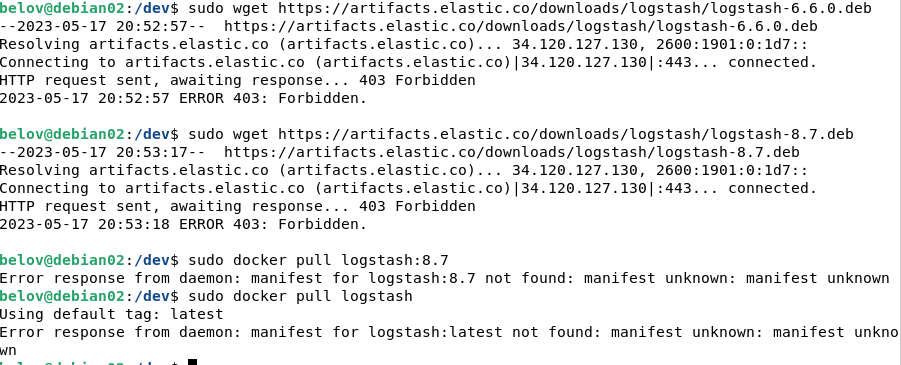 belov@debian02:/dev$ sudo wget https://artifacts.elastic.co/downloads/logstash/logstash-6.6.0.deb
--2023-05-17 20:52:57--  https://artifacts.elastic.co/downloads/logstash/logstash-6.6.0.deb
Resolving artifacts.elastic.co (artifacts.elastic.co)... 34.120.127.130, 2600:1901:0:1d7::
Connecting to artifacts.elastic.co (artifacts.elastic.co)|34.120.127.130|:443... connected.
HTTP request sent, awaiting response... 403 Forbidden
2023-05-17 20:52:57 ERROR 403: Forbidden.
belov@debian02:/dev$ sudo wget https://artifacts.elastic.co/downloads/logstash/logstash-8.7.deb
--2023-05-17 20:53:17--  https://artifacts.elastic.co/downloads/logstash/logstash-8.7.deb
Resolving artifacts.elastic.co (artifacts.elastic.co)... 34.120.127.130, 2600:1901:0:1d7::
Connecting to artifacts.elastic.co (artifacts.elastic.co)|34.120.127.130|:443... connected.
HTTP request sent, awaiting response... 403 Forbidden
2023-05-17 20:53:18 ERROR 403: Forbidden.
belov@debian02:/dev$ sudo docker pull logstash:8.7
Error response from daemon: manifest for logstash:8.7 not found: manifest unknown: manifest unknown
belov@debian02:/dev$ sudo docker pull logstash
Using default tag: latest
Error response from daemon: manifest for logstash:latest not found: manifest unknown: manifest unkno
wn